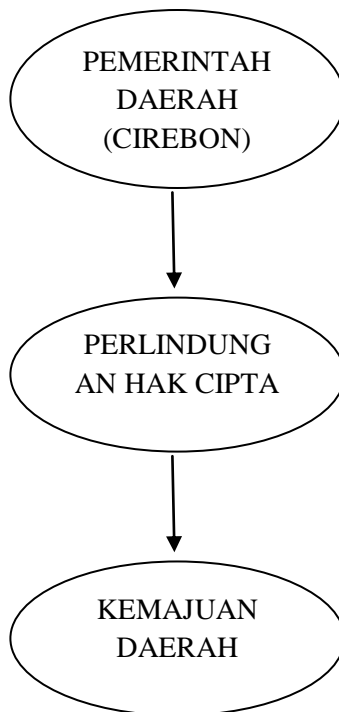 PEMERINTAH
DAERAH
(CIREBON)
PERLINDUNG
AN HAK CIPTA
KEMAJUAN
DAERAH